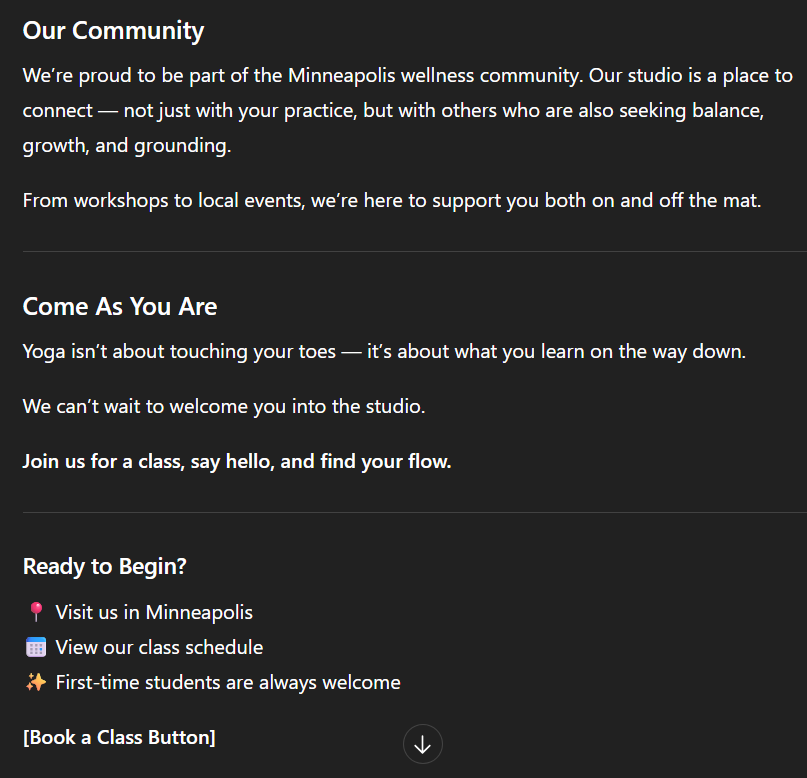 Our Community
We’re proud to be part of the Minneapolis wellness community. Our studio is a place to
connect — not just with your practice, but with others who are also seeking balance,
growth, and grounding.
From workshops to local events, we’re here to support you both on and off the mat.
Come As You Are
Yoga isn’t about touching your toes — it’s about what you learn on the way down.
We can’t wait to welcome you into the studio.
Join us for a class, say hello, and find your flow.
Ready to Begin?
Visit us in Minneapolis
View our class schedule
First-time students are always welcome
[Book a Class Button]